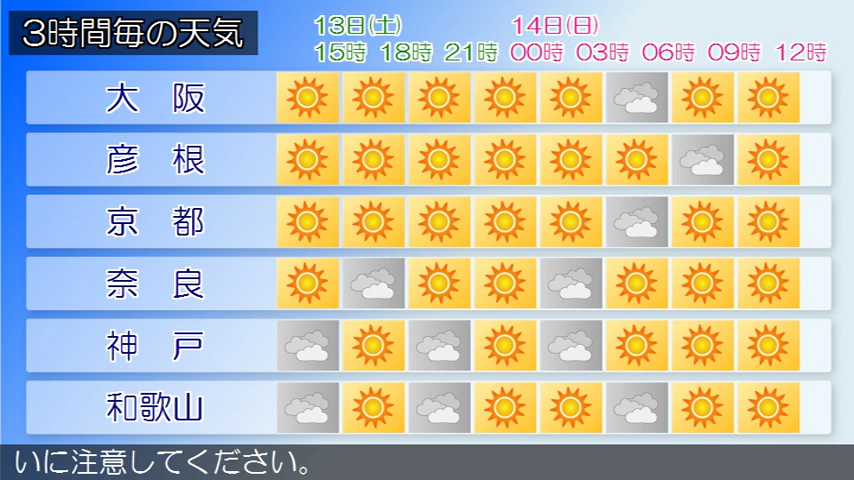 3時間毎の天気
13日(土) 14日(日)
15時 18時 21時 00時 03時 06時 09時 12時
大 阪
彦 根
京 都
奈 良
神 戸
和歌山
いに注意してください。